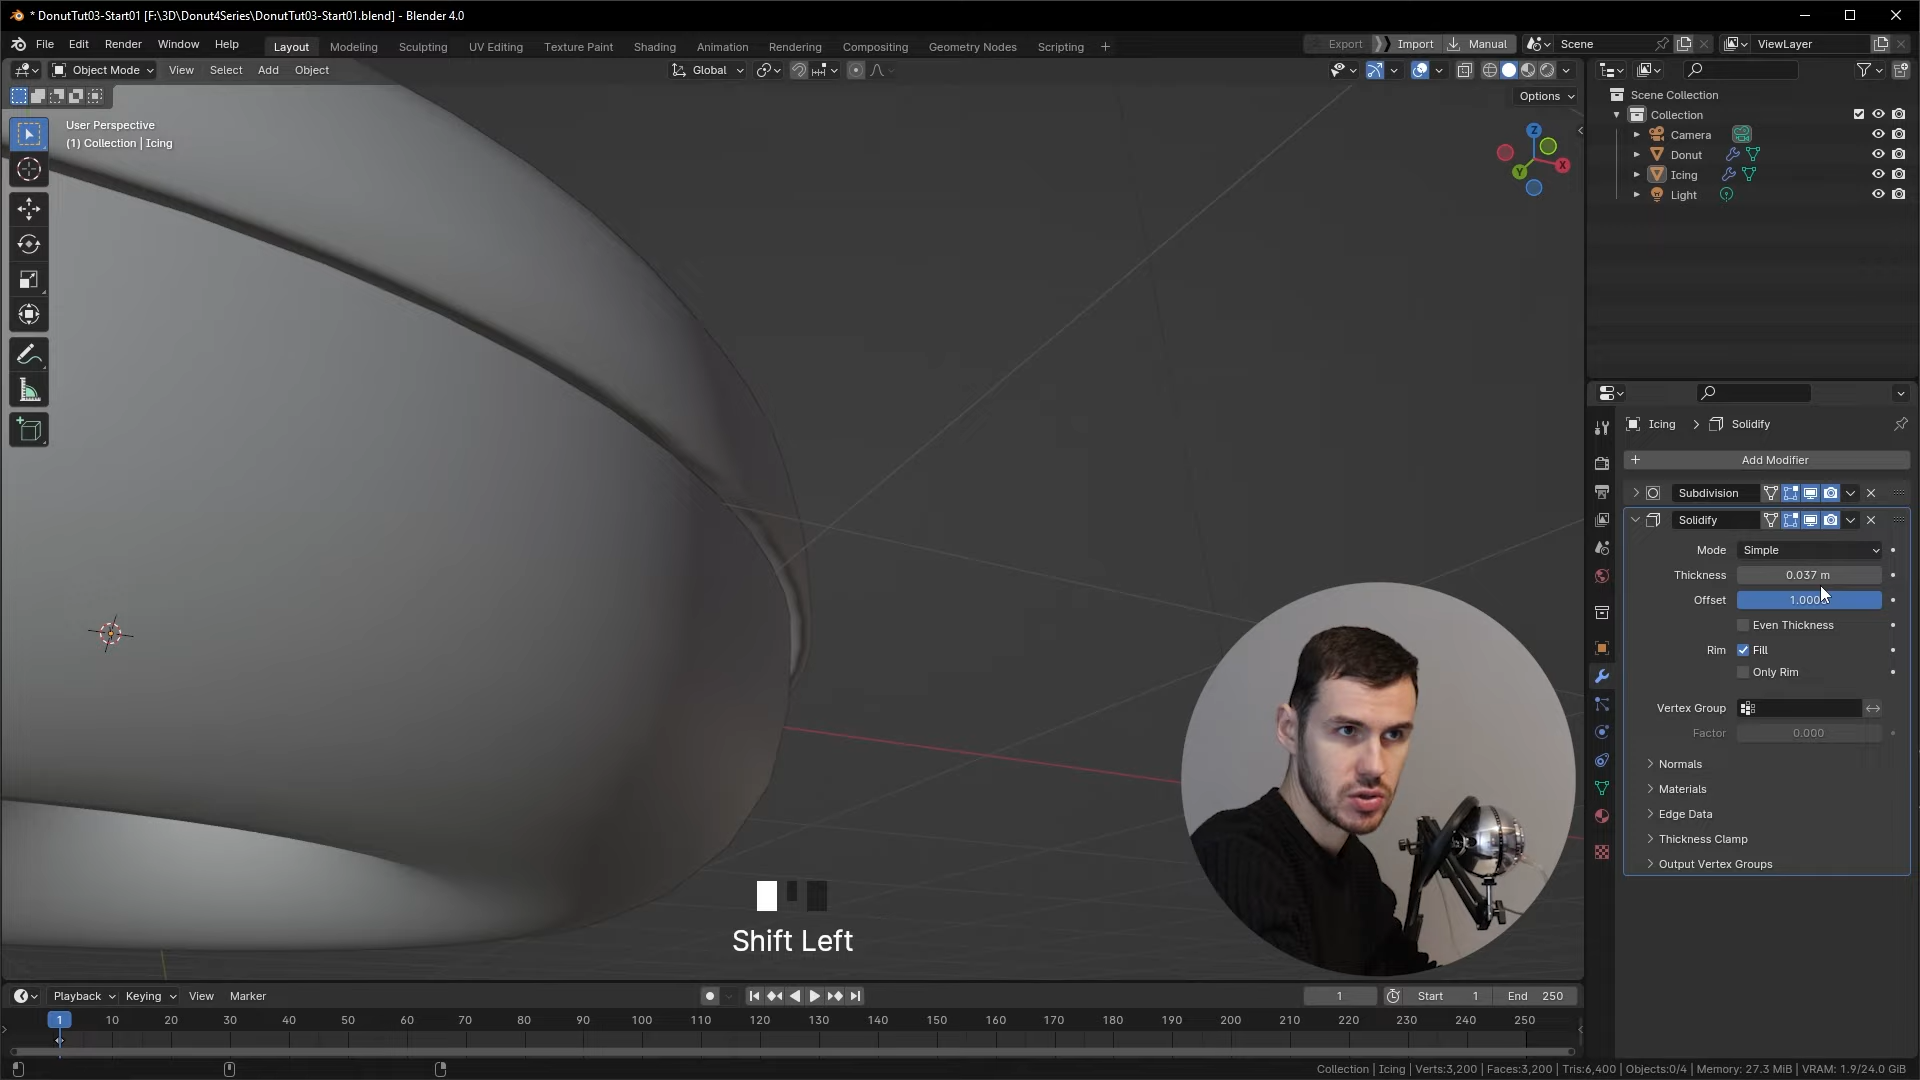 * DonutTut03-Start01 [F:\3D\Donut4Series\DonutTut03-Start01.blend] - Blender 4.0
File Edit Render Window Help Layout Modeling Sculpting UV Editing Texture Paint Shading Animation Rendering Compositing Geometry Nodes Scripting + Export Import Manual Scene ViewLayer
Object Mode View Select Add Object Global
Options
User Perspective
(1) Collection | Icing
Z
X
Y
Scene Collection
Collection
Camera
Donut
Icing
Light
Icing > Solidify
+ Add Modifier
Subdivision
Solidify
Mode Simple
Thickness 0.037 m
Offset 1.000
Even Thickness
Rim Fill
Only Rim
Vertex Group
Factor 0.000
Normals
Materials
Edge Data
Thickness Clamp
Output Vertex Groups
Shift Left
Playback Keying View Marker 1 Start 1 End 250
1 10 20 30 40 50 60 70 80 90 100 110 120 130 140 150 160 170 180 190 200 210 220 230 240 250
Collection | Icing | Verts:3,200 | Faces:3,200 | Tris:6,400 | Objects:0/4 | Memory: 27.3 MiB | VRAM: 1.9/24.0 GiB